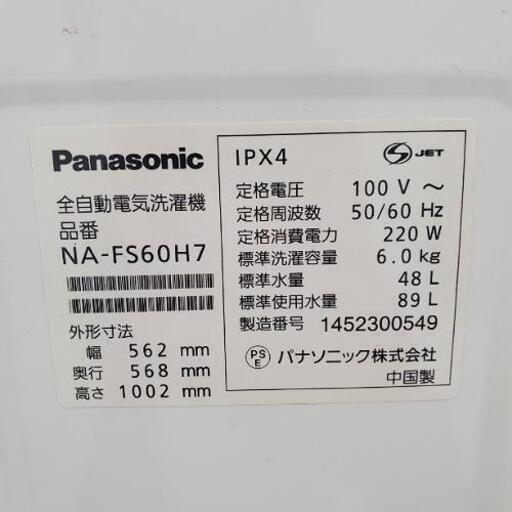 Panasonic
全自動電気洗濯機
品番
NA-FS60H7
外形寸法
幅 562 mm
奥行 568 mm
高さ 1002 mm
IPX4
S JET
定格電圧 100 V ～
定格周波数 50/60 Hz
定格消費電力 220 W
標準洗濯容量 6.0 kg
標準水量 48 L
標準使用水量 89 L
製造番号 1452300549
PS E パナソニック株式会社
中国製